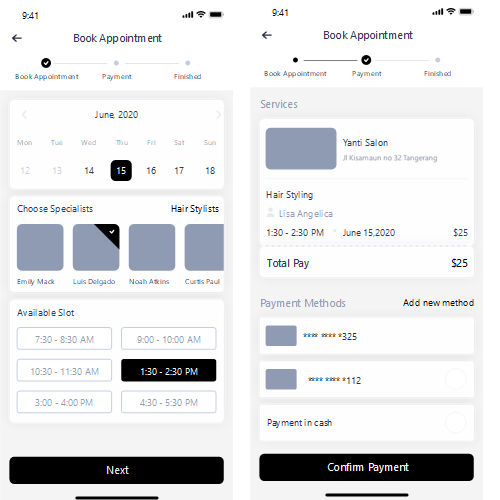 9:41
Book Appointment
Book Appointment Payment Finished
June, 2020
Mon Tue Wed Thu Fri Sat Sun
12 13 14 15 16 17 18
Choose Specialists Hair Stylists
Emily Mack Luis Delgado Noah Atkins Curtis Paul
Available Slot
7:30 - 8:30 AM 9:00 - 10:00 AM
10:30 - 11:30 AM 1:30 - 2:30 PM
3:00 - 4:00 PM 4:30 - 5:30 PM
Next
9:41
Book Appointment
Book Appointment Payment Finished
Services
Yanti Salon
Jl Kisamaun no 32 Tangerang
Hair Styling
Lisa Angelica
1:30 - 2:30 PM June 15,2020 $25
Total Pay $25
Payment Methods Add new method
**** **** *325
**** **** *112
Payment in cash
Confirm Payment